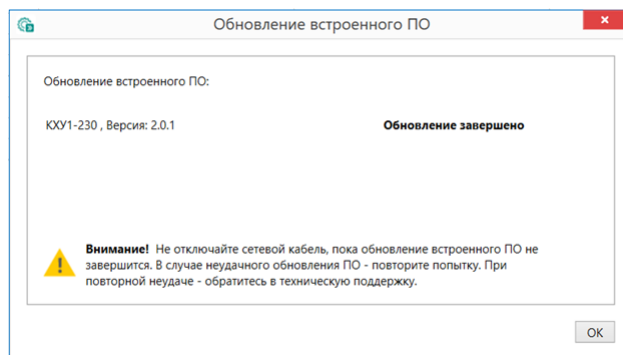 Обновление встроенного ПО
Обновление встроенного ПО:
КХУ1-230 , Версия: 2.0.1 Обновление завершено
Внимание! Не отключайте сетевой кабель, пока обновление встроенного ПО не
завершится. В случае неудачного обновления ПО - повторите попытку. При
повторной неудаче - обратитесь в техническую поддержку.
ОК